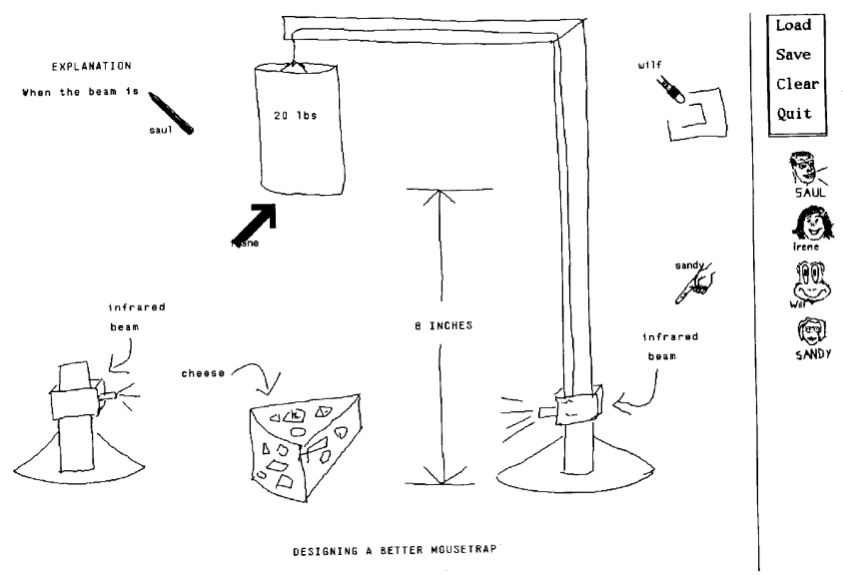 Load
Save
Clear
Quit
EXPLANATION
When the beam is
saul
wilf
20 lbs
SAUL
Irene
sandy
Wilf
infrared
beam
8 INCHES
infrared
beam
cheese
SANDY
DESIGNING A BETTER MOUSETRAP